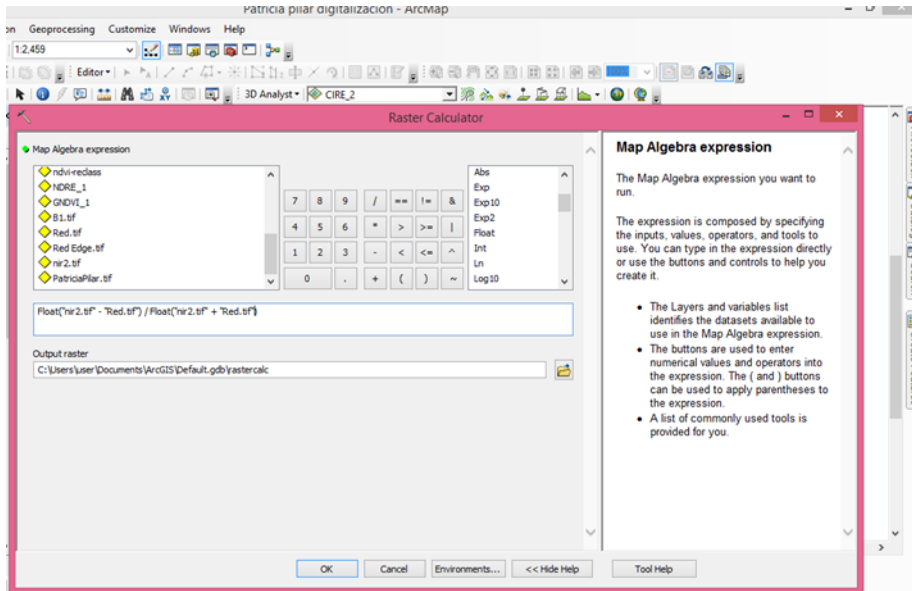 Patricia pilar digitalizacion - ArcMap
Geoprocessing Customize Windows Help
1:2,459
Editor
100%
3D Analyst CIRE_2
Raster Calculator
Map Algebra expression
ndvi-reclass
NDRE_1
GNDVI_1
B1.tif
Red.tif
Red Edge.tif
nir2.tif
PatriciaPilar.tif
7 8 9 / == != &
4 5 6 * > >= |
1 2 3 - < <= ^
0 . + ( ) ~
Abs
Exp
Exp10
Exp2
Float
Int
Ln
Log10
Float("nir2.tif" - "Red.tif") / Float("nir2.tif" + "Red.tif")
Output raster
C:\Users\user\Documents\ArcGIS\Default.gdb\rastercalc
OK Cancel Environments... << Hide Help Tool Help
Map Algebra expression
The Map Algebra expression you want to
run.
The expression is composed by specifying
the inputs, values, operators, and tools to
use. You can type in the expression directly
or use the buttons and controls to help you
create it.
• The Layers and variables list
identifies the datasets available to
use in the Map Algebra expression.
• The buttons are used to enter
numerical values and operators into
the expression. The ( and ) buttons
can be used to apply parentheses to
the expression.
• A list of commonly used tools is
provided for you.